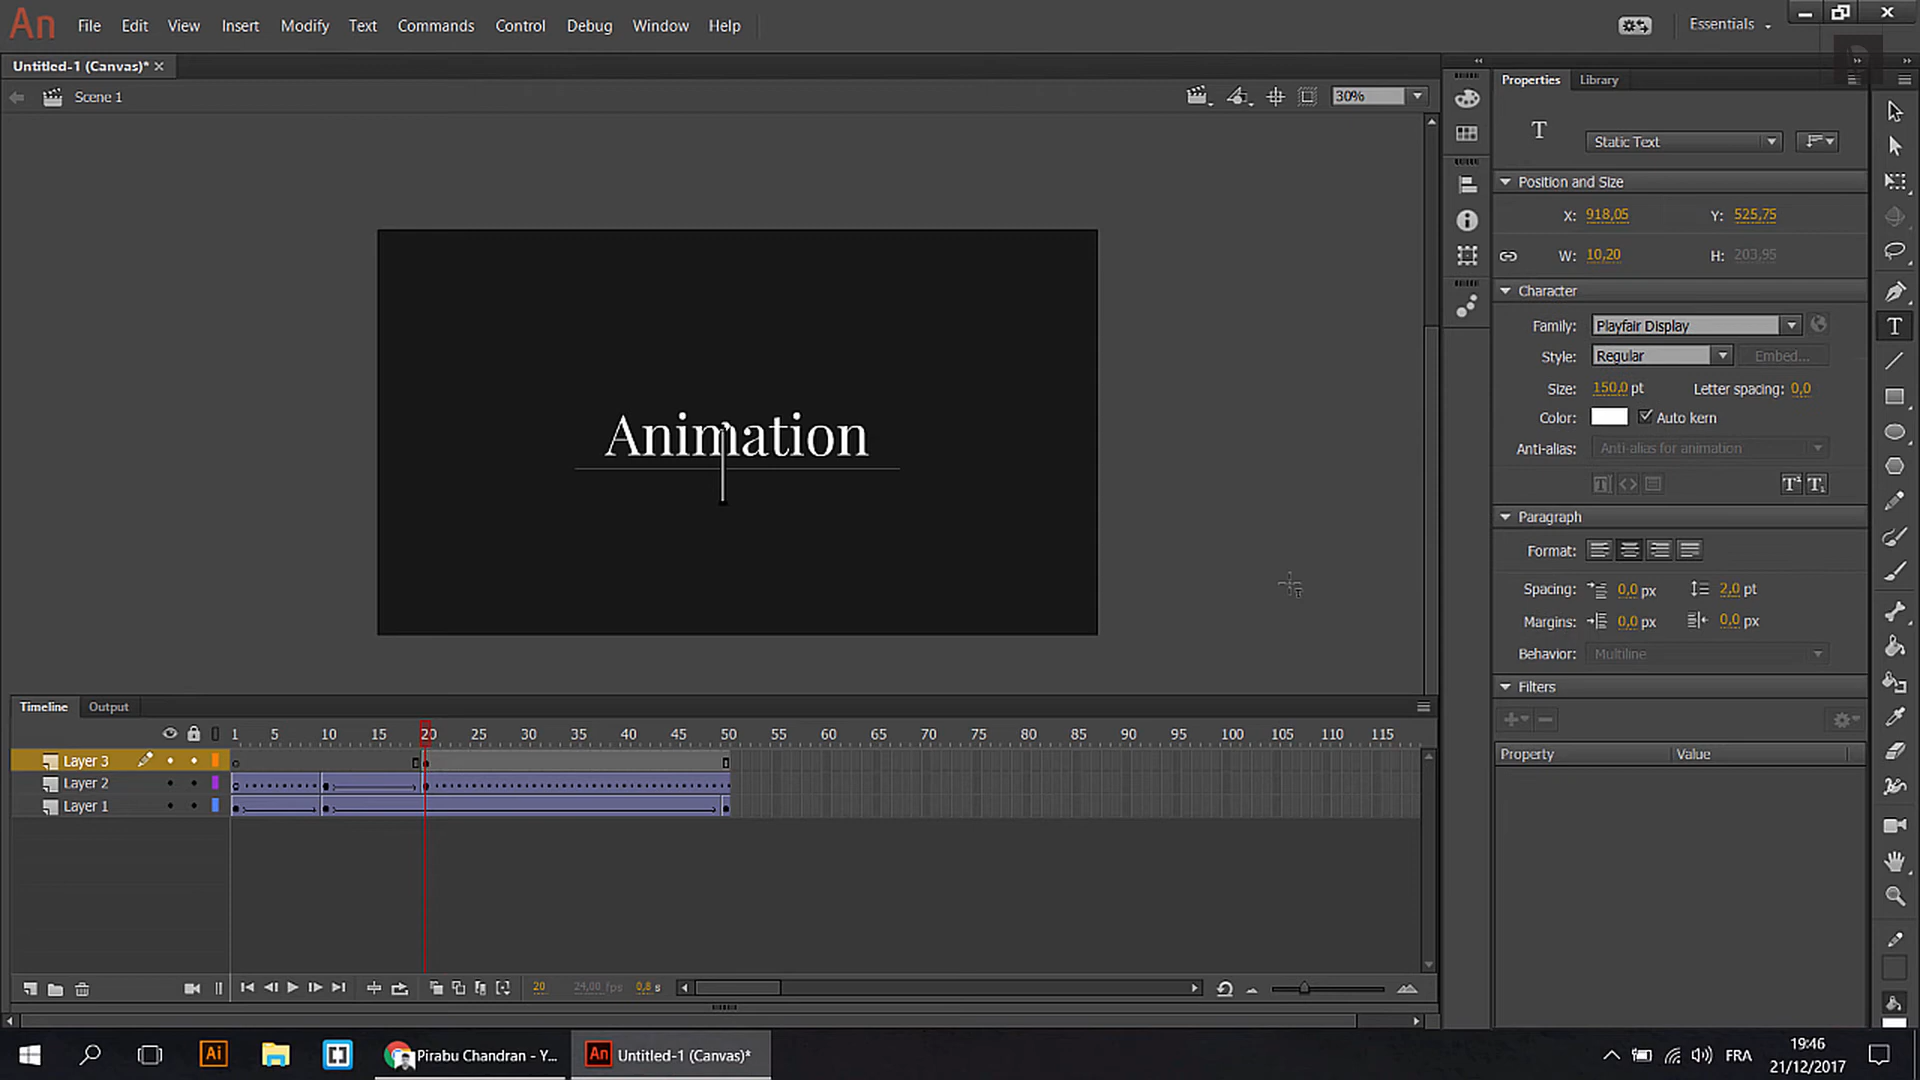 An File Edit View Insert Modify Text Commands Control Debug Window Help Essentials
Untitled-1 (Canvas)*
Scene 1 30%
Properties Library
T Static Text
Position and Size
X: 918,05 Y: 525,75
W: 10,20 H: 203,95
Character
Family: Playfair Display
Style: Regular Embed...
Size: 150,0 pt Letter spacing: 0,0
Color: Auto kern
Anti-alias: Anti-alias for animation
Paragraph
Format:
Spacing: 0,0 px 2,0 pt
Margins: 0,0 px 0,0 px
Behavior: Multiline
Filters
Property Value
Animation
Timeline Output
1 5 10 15 20 25 30 35 40 45 50 55 60 65 70 75 80 85 90 95 100 105 110 115
Layer 3
Layer 2
Layer 1
20 24,00 fps 0,8 s
Ai Pirabu Chandran - Y... An Untitled-1 (Canvas)* FRA 19:46
21/12/2017